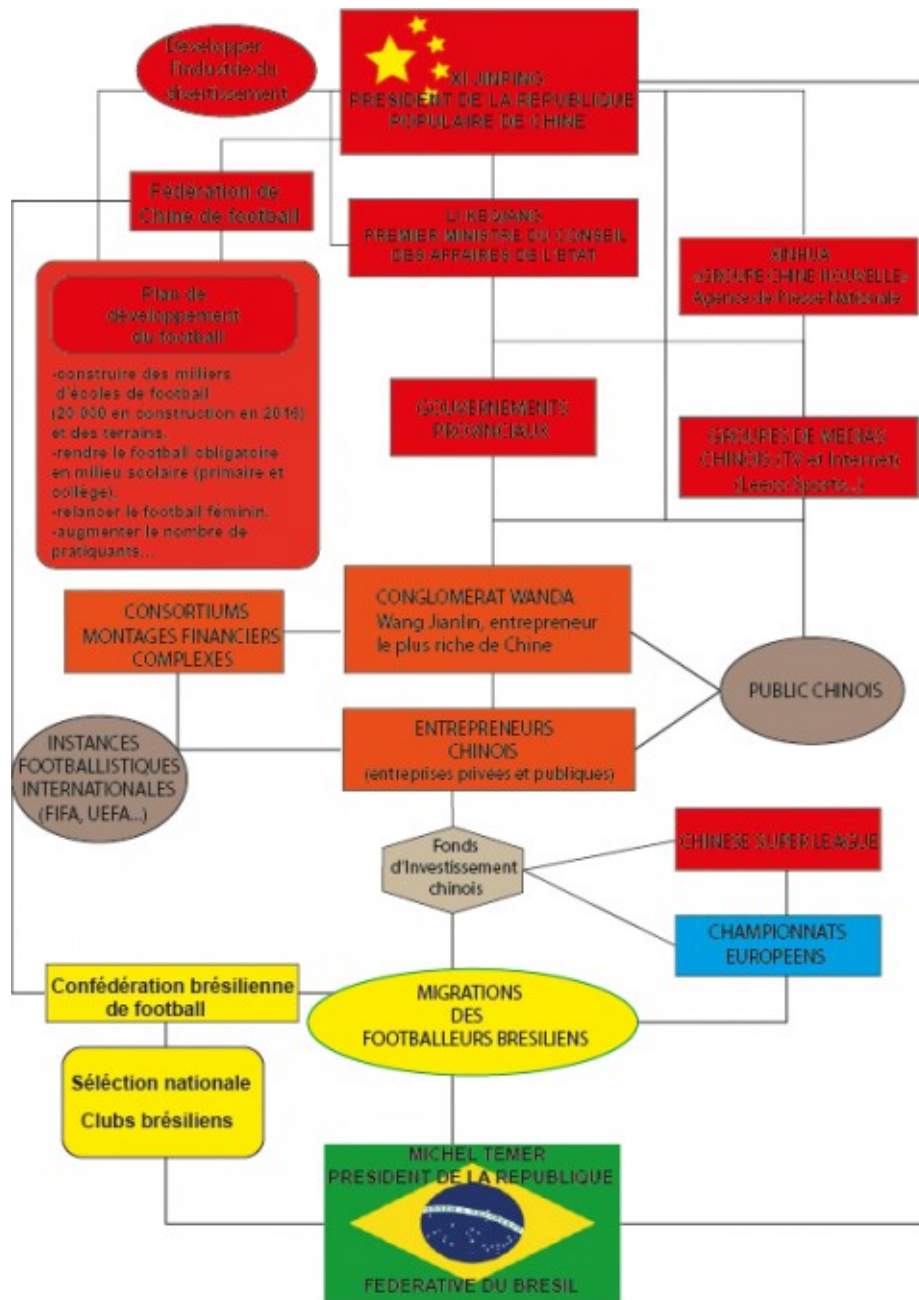 Développer
l'industrie du
divertissement
XI JINPING
PRESIDENT DE LA REPUBLIQUE
POPULAIRE DE CHINE
Fédération de
Chine de football
LI KEQIANG
PREMIER MINISTRE DU CONSEIL
DES AFFAIRES DE L'ETAT
XINHUA
«GROUPE CHINE NOUVELLE»
Agence de Presse Nationale
Plan de
développement
du football
-construire des milliers
d'écoles de football
(20.000 en construction en 2016)
et des terrains.
-rendre le football obligatoire
en milieu scolaire (primaire et
collège).
-relancer le football féminin.
-augmenter le nombre de
pratiquants...
GOUVERNEMENTS
PROVINCIAUX
GROUPES DE MEDIAS
CHINOIS (TV et Internet)
(Leeco Sports...)
CONSORTIUMS
MONTAGES FINANCIERS
COMPLEXES
CONGLOMERAT WANDA
Wang Jianlin, entrepreneur
le plus riche de Chine
PUBLIC CHINOIS
INSTANCES
FOOTBALLISTIQUES
INTERNATIONALES
(FIFA, UEFA...)
ENTREPRENEURS
CHINOIS
(entreprises privées et publiques)
Fonds
d'Investissement
chinois
CHINESE SUPER LEAGUE
CHAMPIONNATS
EUROPEENS
Confédération brésilienne
de football
MIGRATIONS
DES
FOOTBALLEURS BRESILIENS
Séléction nationale
Clubs brésiliens
MICHEL TEMER
PRESIDENT DE LA REPUBLIQUE
FEDERATIVE DU BRESIL